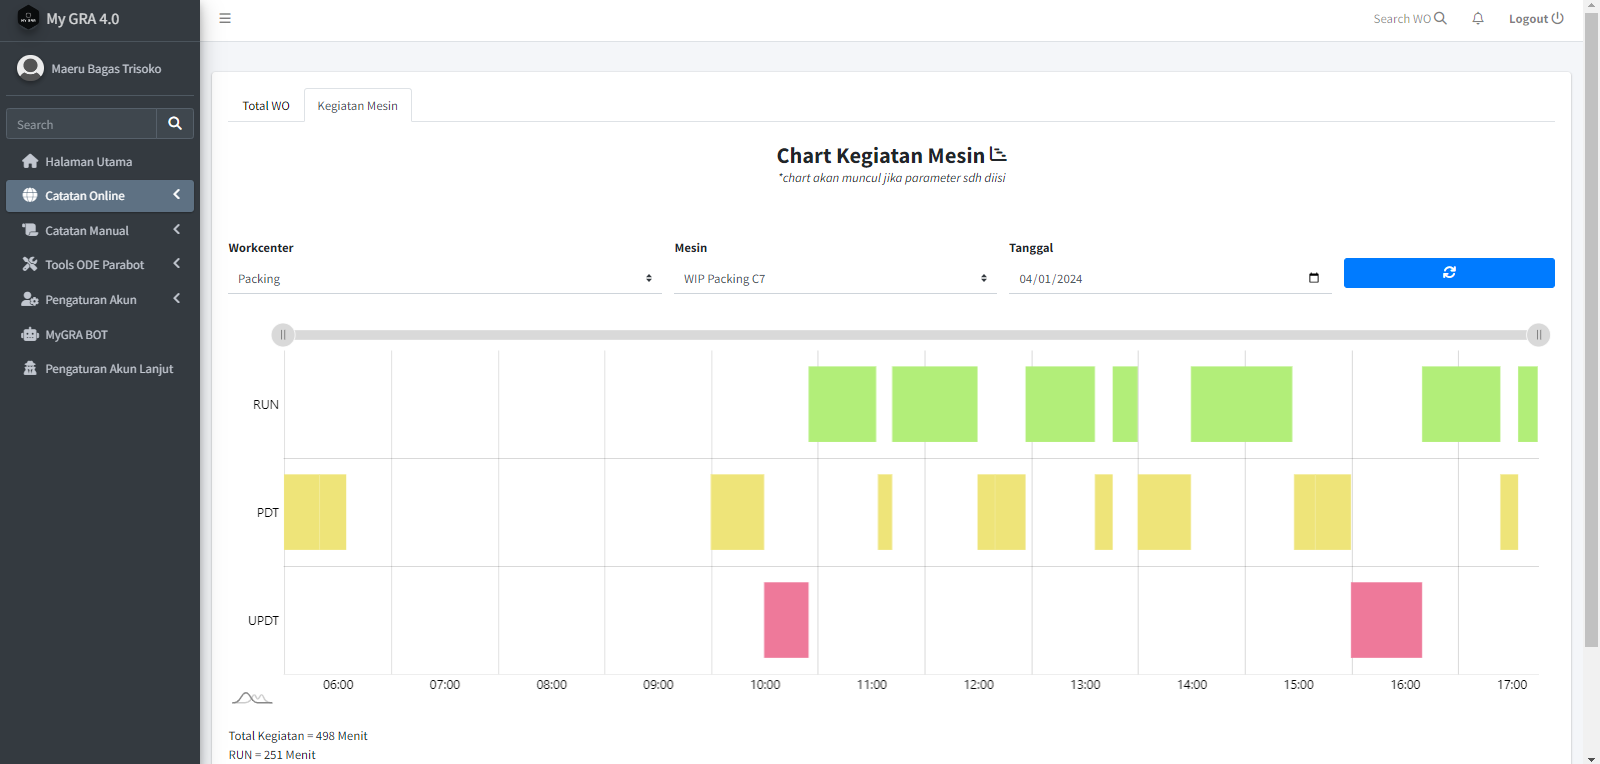 My GRA 4.0
Search WO
Logout
Maeru Bagas Trisoko
Search
Halaman Utama
Catatan Online
Catatan Manual
Tools ODE Parabot
Pengaturan Akun
MyGRA BOT
Pengaturan Akun Lanjut
Total WO
Kegiatan Mesin
Chart Kegiatan Mesin
*chart akan muncul jika parameter sdh diisi
Workcenter
Mesin
Tanggal
Packing
WIP Packing C7
04/01/2024
RUN
PDT
UPDT
06:00 07:00 08:00 09:00 10:00 11:00 12:00 13:00 14:00 15:00 16:00 17:00
Total Kegiatan = 498 Menit
RUN = 251 Menit